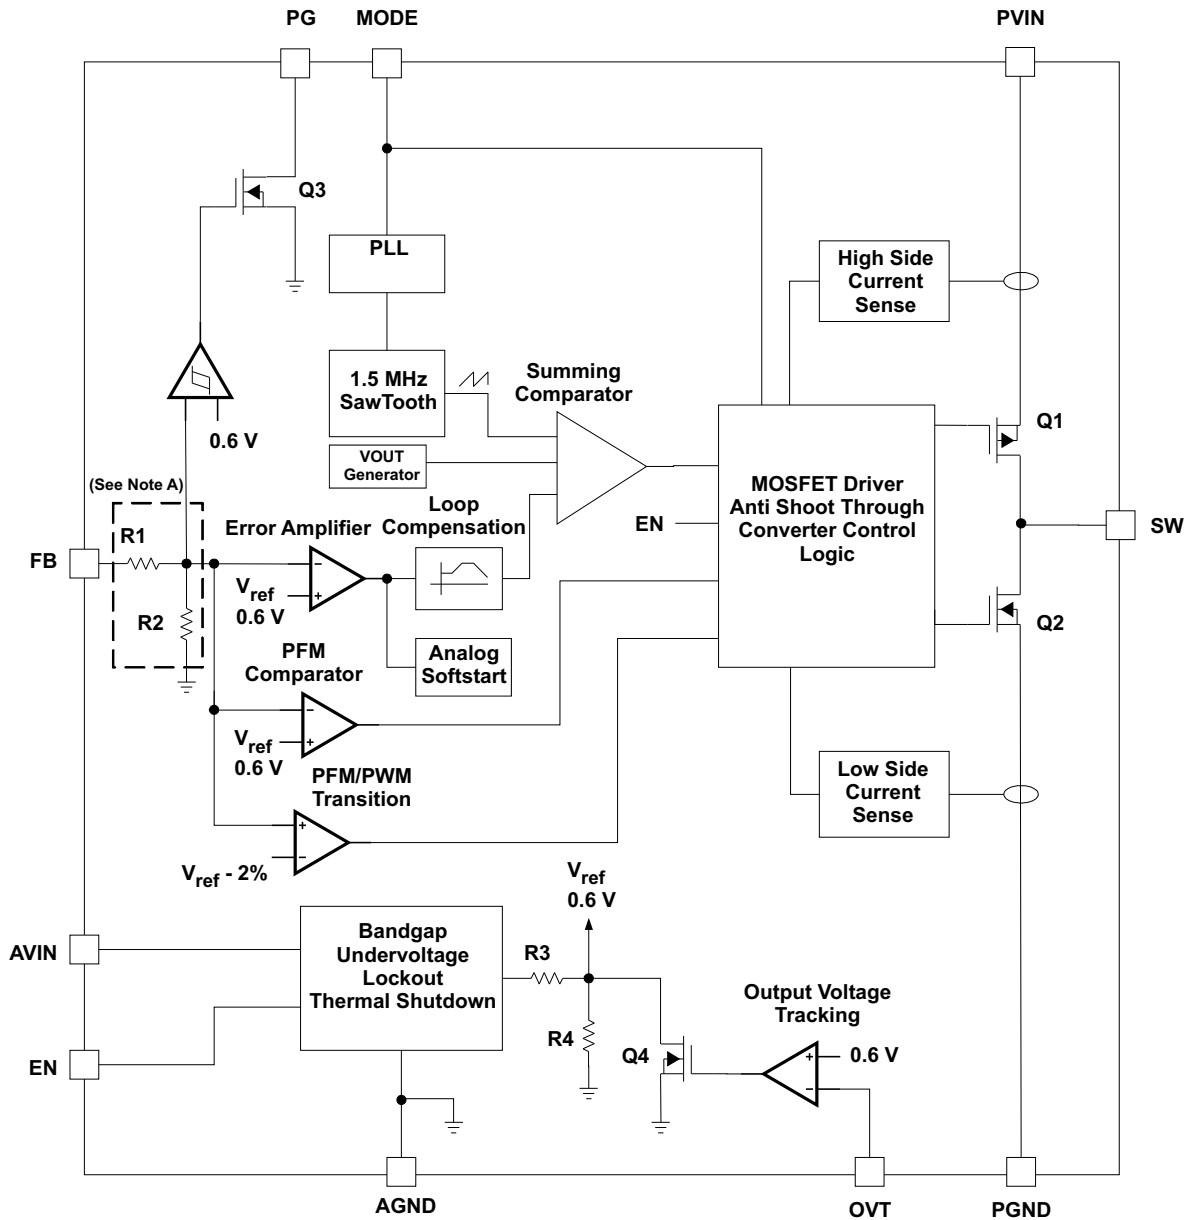 PG
MODE
PVIN
Q3
PLL
High Side
Current
Sense
1.5 MHz
SawTooth
Summing
Comparator
0.6 V
Q1
VOUT
Generator
MOSFET Driver
Anti Shoot Through
Converter Control
Logic
(See Note A)
Loop
Compensation
EN
SW
Error Amplifier
R1
FB
−
Vref
0.6 V
+
R2
Q2
PFM
Comparator
Analog
Softstart
−
Vref
0.6 V
+
PFM/PWM
Transition
Low Side
Current
Sense
+
−
Vref - 2%
Vref
0.6 V
Bandgap
Undervoltage
Lockout
Thermal Shutdown
AVIN
R3
Output Voltage
Tracking
R4
Q4
+
0.6 V
−
EN
AGND
OVT
PGND